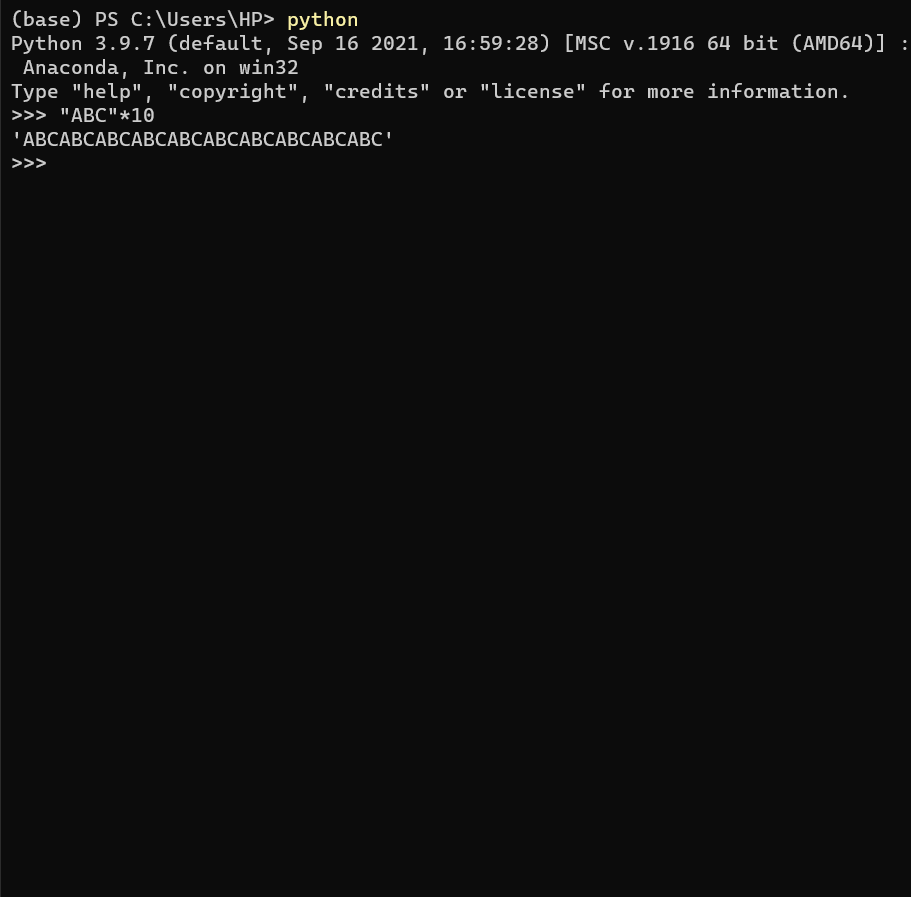 (base) PS C:\Users\HP> python
Python 3.9.7 (default, Sep 16 2021, 16:59:28) [MSC v.1916 64 bit (AMD64)] :
 Anaconda, Inc. on win32
Type "help", "copyright", "credits" or "license" for more information.
>>> "ABC"*10
'ABCABCABCABCABCABCABCABCABCABC'
>>>